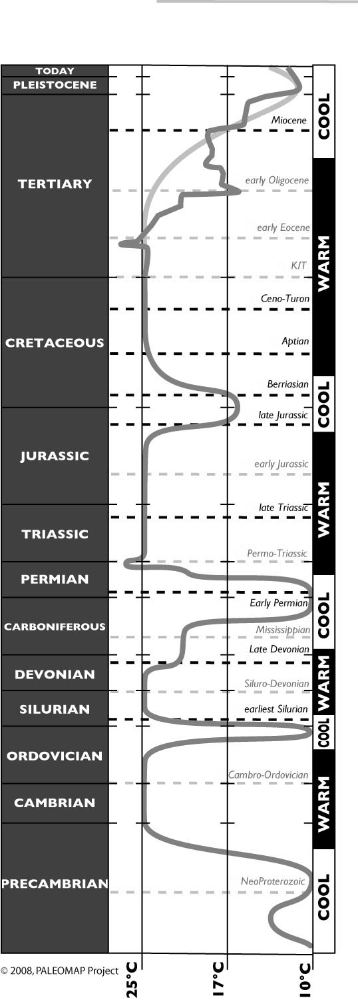 TODAY
PLEISTOCENE
COOL
Miocene
TERTIARY
early Oligocene
early Eocene
WARM
K/T
Ceno-Turon
CRETACEOUS
Aptian
Berriasian
COOL
late Jurassic
JURASSIC
early Jurassic
WARM
late Triassic
TRIASSIC
Permo-Triassic
PERMIAN
Early Permian
COOL
CARBONIFEROUS
Mississippian
Late Devonian
DEVONIAN
WARM
Siluro-Devonian
SILURIAN
earliest Silurian
COOL
ORDOVICIAN
Cambro-Ordovician
WARM
CAMBRIAN
PRECAMBRIAN
NeoProterozoic
COOL
© 2008, PALEOMAP Project
25°C
17°C
10°C